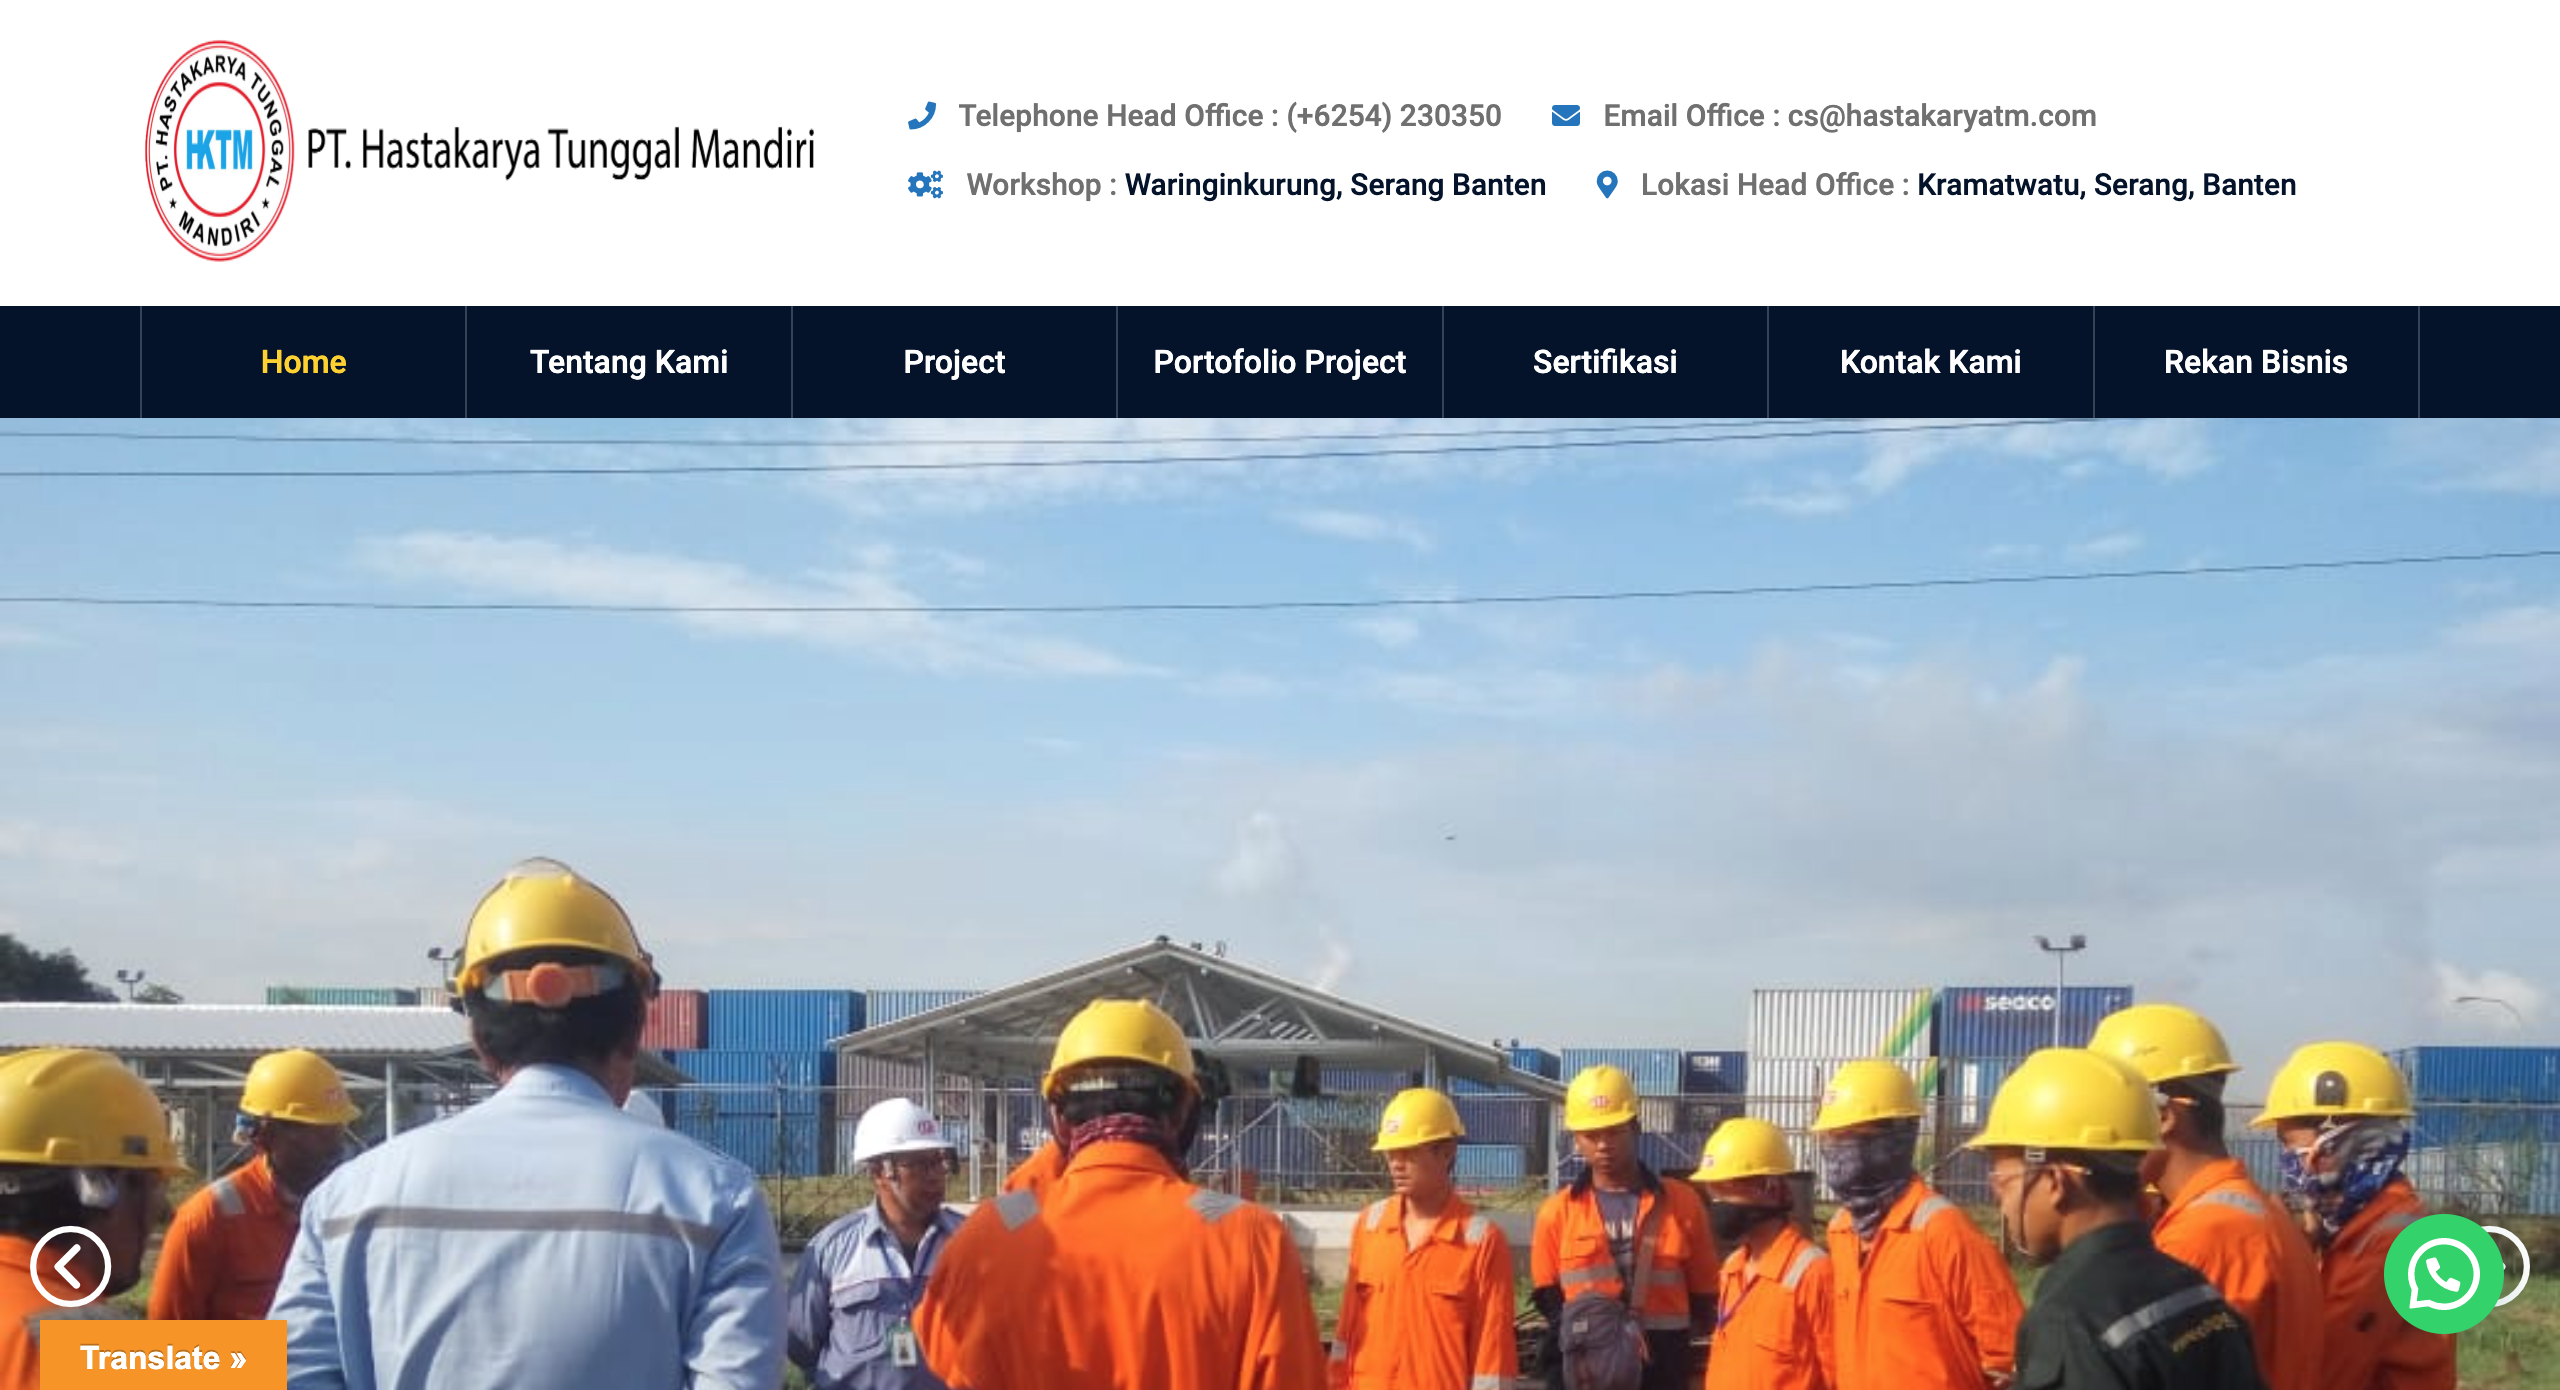 PT. HASTAKARYA TUNGGAL
MANDIRI
HKTM
PT. Hastakarya Tunggal Mandiri
Telephone Head Office : (+6254) 230350
Email Office : cs@hastakaryatm.com
Workshop : Waringinkurung, Serang Banten
Lokasi Head Office : Kramatwatu, Serang, Banten
Home
Tentang Kami
Project
Portofolio Project
Sertifikasi
Kontak Kami
Rekan Bisnis
seaco
Translate »